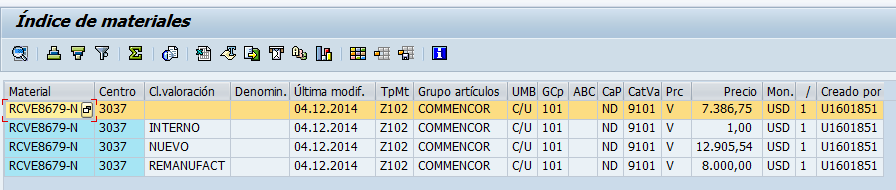 Índice de materiales
Material Centro Cl.valoración Denomin. Última modif. TpMt Grupo artículos UMB GCp ABC CaP CatVa Prc Precio Mon. / Creado por
RCVE8679-N 3037 04.12.2014 Z102 COMMENCOR C/U 101 ND 9101 V 7.386,75 USD 1 U1601851
RCVE8679-N 3037 INTERNO 04.12.2014 Z102 COMMENCOR C/U 101 ND 9101 V 1,00 USD 1 U1601851
RCVE8679-N 3037 NUEVO 04.12.2014 Z102 COMMENCOR C/U 101 ND 9101 V 12.905,54 USD 1 U1601851
RCVE8679-N 3037 REMANUFACT 04.12.2014 Z102 COMMENCOR C/U 101 ND 9101 V 8.000,00 USD 1 U1601851